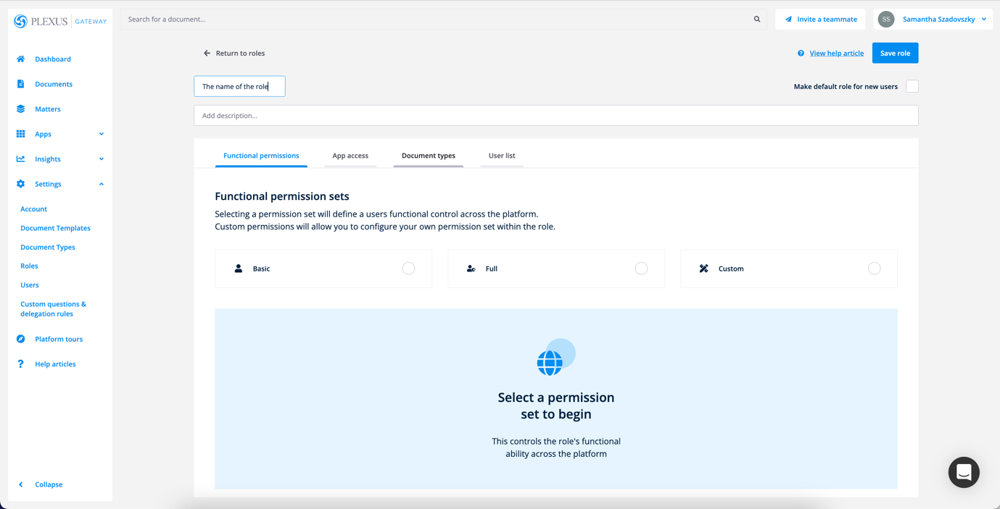 PLEXUS GATEWAY
Search for a document...
Invite a teammate
SS
Samantha Szadovszky
Dashboard
Documents
Matters
Apps
Insights
Settings
Account
Document Templates
Document Types
Roles
Users
Custom questions &
delegation rules
Platform tours
Help articles
Collapse
Return to roles
View help article
Save role
The name of the role
Make default role for new users
Add description...
Functional permissions
App access
Document types
User list
Functional permission sets
Selecting a permission set will define a users functional control across the platform.
Custom permissions will allow you to configure your own permission set within the role.
Basic
Full
Custom
Select a permission
set to begin
This controls the role's functional
ability across the platform